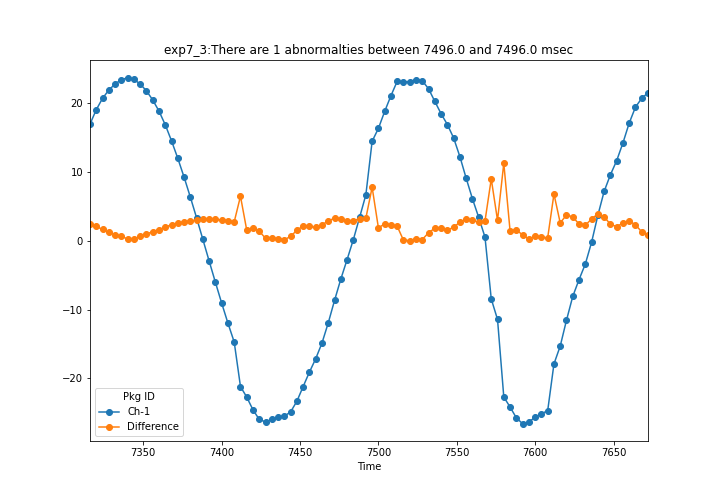 exp7_3:There are 1 abnormalties between 7496.0 and 7496.0 msec
20
10
0
−10
−20
Pkg ID
Ch-1
Difference
7350 7400 7450 7500 7550 7600 7650
Time